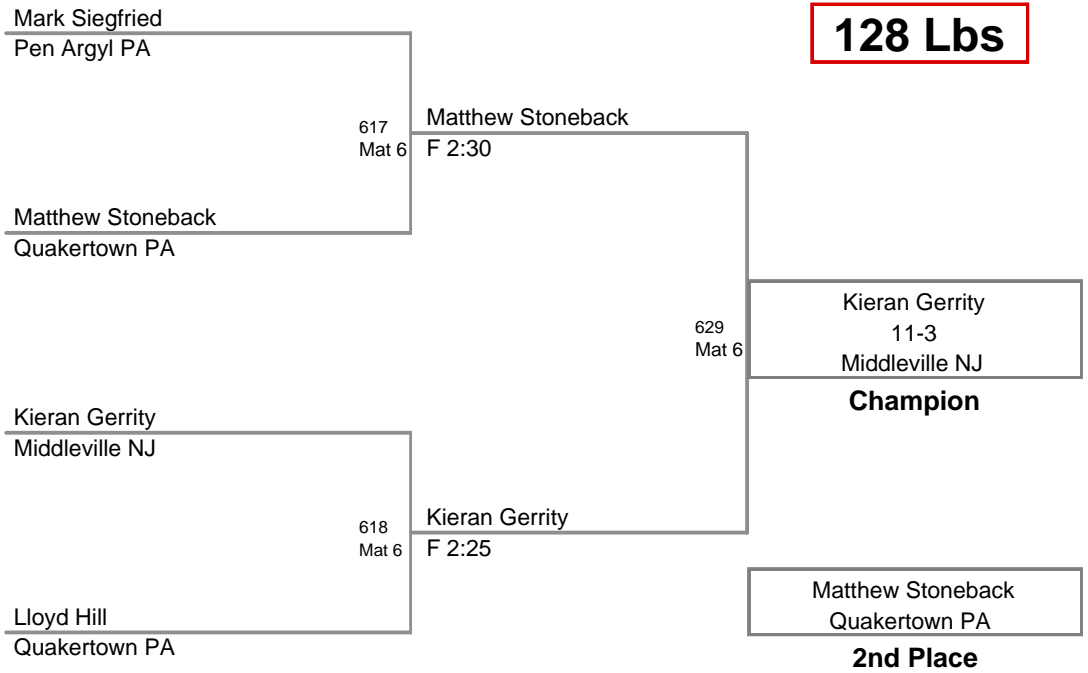 Mark Siegfried
Pen Argyl PA
128 Lbs
617
Mat 6
Matthew Stoneback
F 2:30
Matthew Stoneback
Quakertown PA
629
Mat 6
Kieran Gerrity
11-3
Middleville NJ
Champion
Kieran Gerrity
Middleville NJ
618
Mat 6
Kieran Gerrity
F 2:25
Lloyd Hill
Quakertown PA
Matthew Stoneback
Quakertown PA
2nd Place